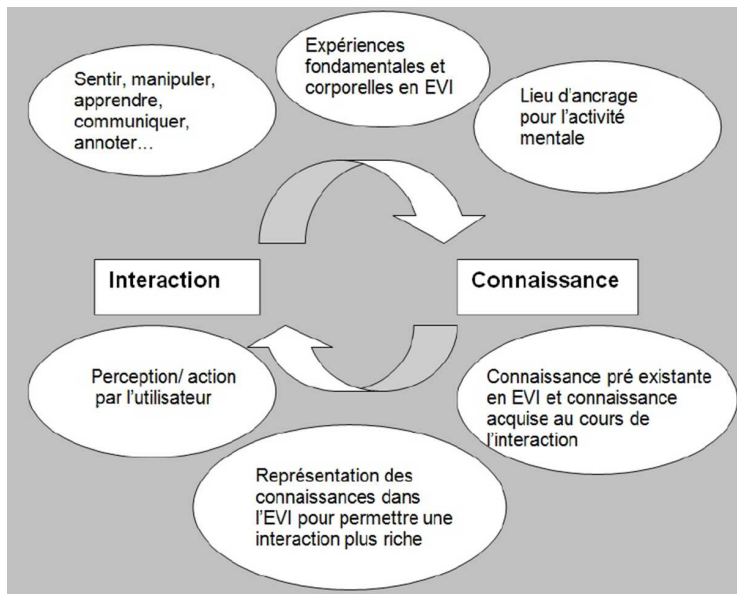 Sentir, manipuler,
apprendre,
communiquer,
annoter…
Expériences
fondamentales et
corporelles en EVI
Lieu d'ancrage
pour l'activité
mentale
Interaction
Connaissance
Perception/ action
par l'utilisateur
Connaissance pré existante
en EVI et connaissance
acquise au cours de
l'interaction
Représentation des
connaissances dans
l'EVI pour permettre une
interaction plus riche